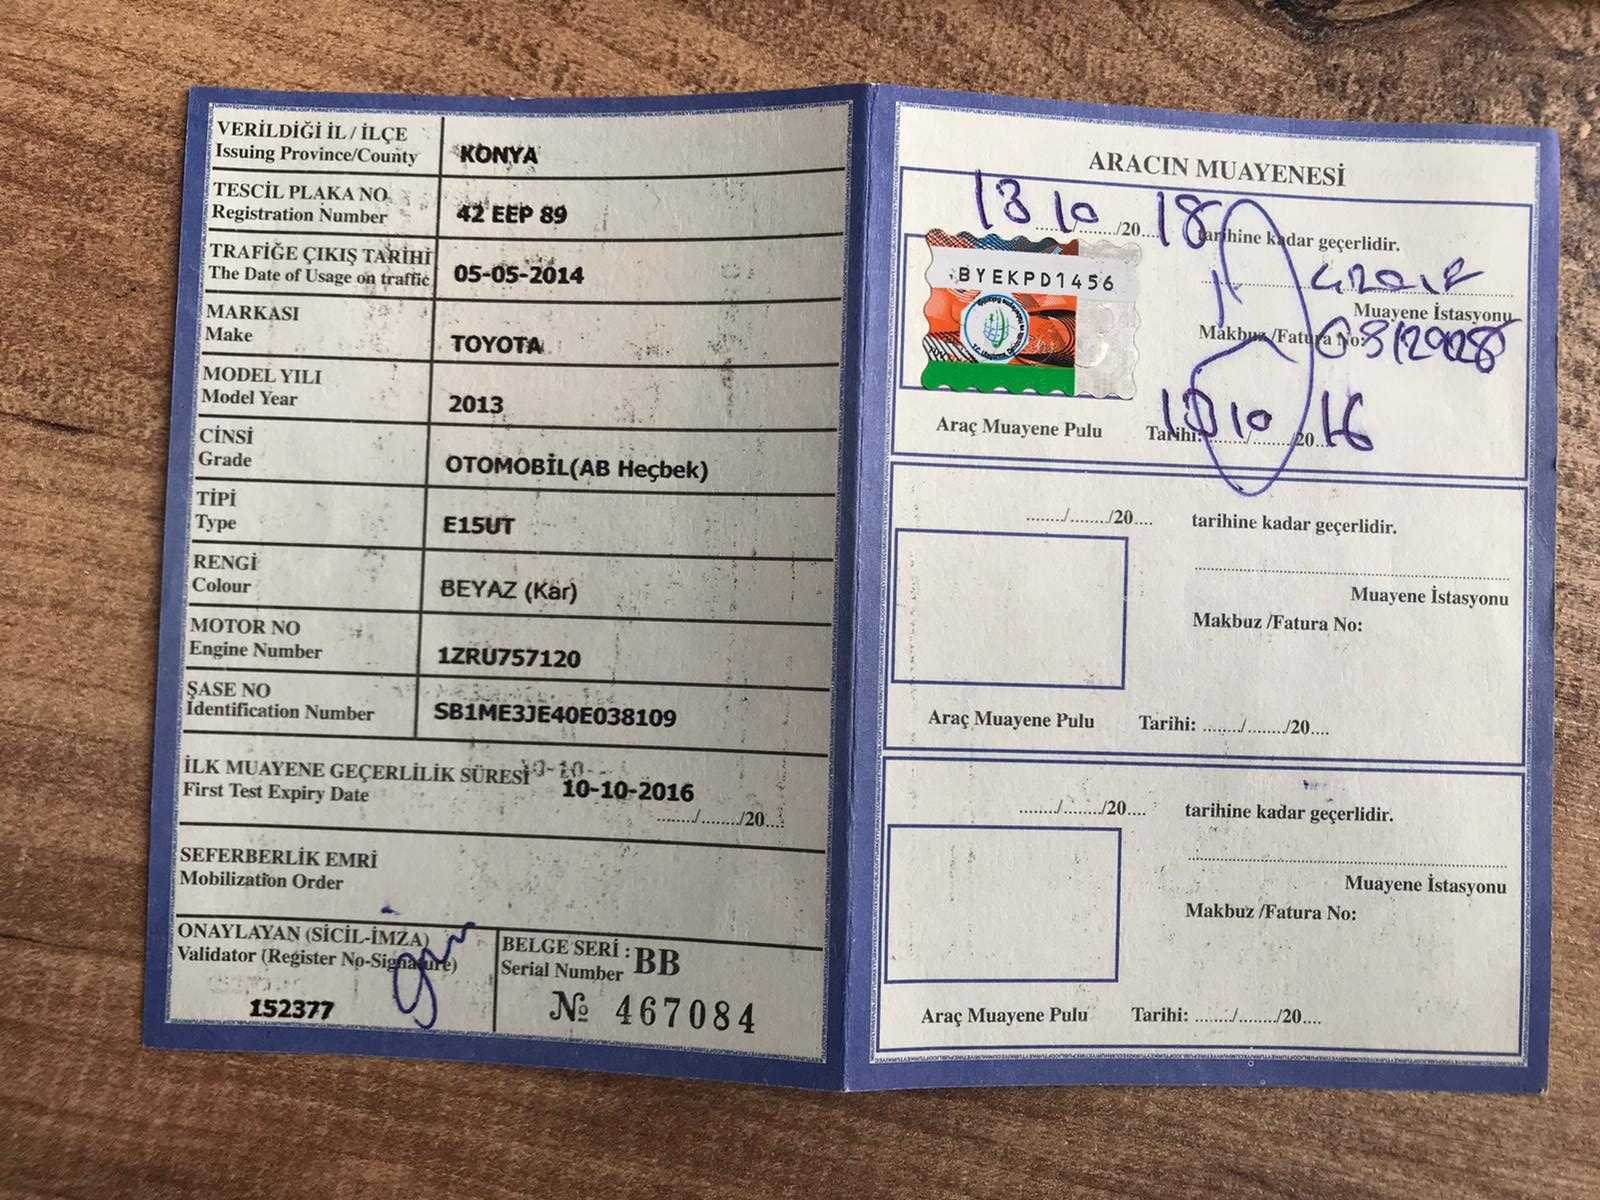 VERİLDİĞİ İL / İLÇE
Issuing Province/County
KONYA
TESCİL PLAKA NO
Registration Number
42 EEP 89
TRAFİĞE ÇIKIŞ TARİHİ
The Date of Usage on traffic
05-05-2014
MARKASI
Make
TOYOTA
MODEL YILI
Model Year
2013
CİNSİ
Grade
OTOMOBİL(AB Heçbek)
TİPİ
Type
E15UT
RENGİ
Colour
BEYAZ (Kar)
MOTOR NO
Engine Number
1ZRU757120
ŞASE NO
Identification Number
SB1ME3JE40E038109
İLK MUAYENE GEÇERLİLİK SÜRESİ
First Test Expiry Date
10-10-2016
......./......../20....
SEFERBERLİK EMRİ
Mobilization Order
ONAYLAYAN (SİCİL-İMZA)
Validator (Register No-Signature)
152377
BELGE SERİ : BB
Serial Number
№ 467084
ARACIN MUAYENESİ
13 10 /20 18 tarihine kadar geçerlidir.
BYEKPD1456
Muayene İstasyonu
Makbuz /Fatura No:
Araç Muayene Pulu
Tarihi: 10 /20 16
......./......../20.... tarihine kadar geçerlidir.
Muayene İstasyonu
Makbuz /Fatura No:
Araç Muayene Pulu
Tarihi: ......./......../20....
......./......../20.... tarihine kadar geçerlidir.
Muayene İstasyonu
Makbuz /Fatura No:
Araç Muayene Pulu
Tarihi: ......./......../20....